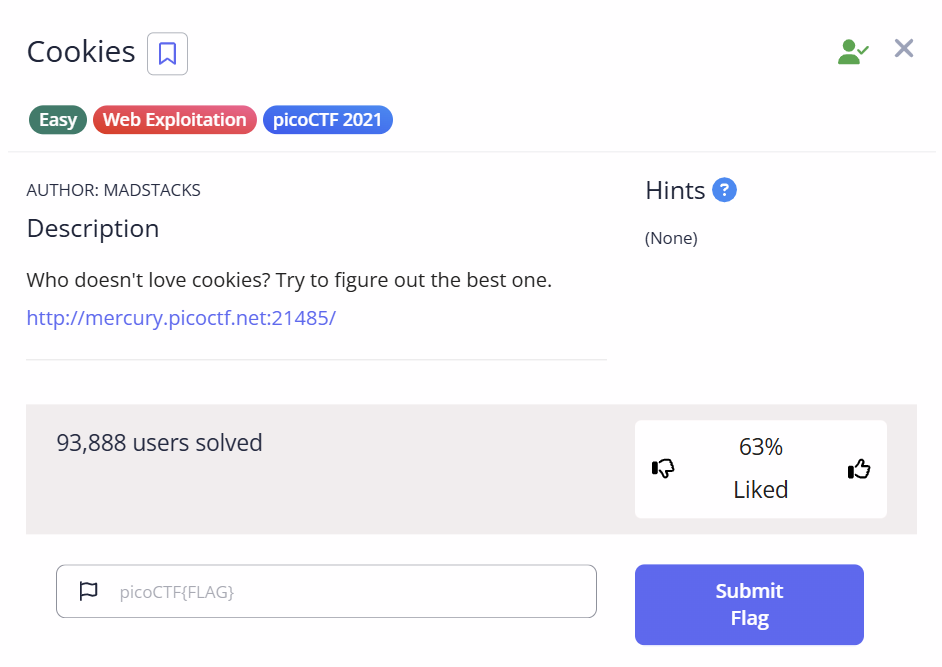 Cookies
Easy Web Exploitation picoCTF 2021
AUTHOR: MADSTACKS
Description
Who doesn't love cookies? Try to figure out the best one.
http://mercury.picoctf.net:21485/
Hints ?
(None)
93,888 users solved
63%
Liked
picoCTF{FLAG}
Submit
Flag